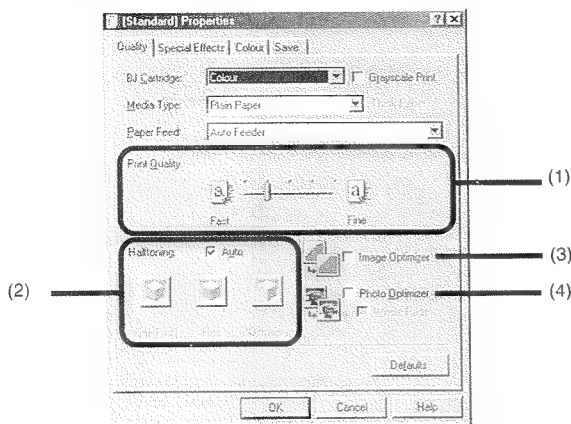 [Standard] Properties
Quality Special Effects Colour Save
BJ Cartridge: Colour Grayscale Print
Media Type: Plain Paper
Paper Feed: Auto Feeder
Print Quality
a a
Fast Fine
(1)
Halftoning Auto
Image Optimizer
(3)
(2)
Photo Optimizer
(4)
Defaults
OK Cancel Help